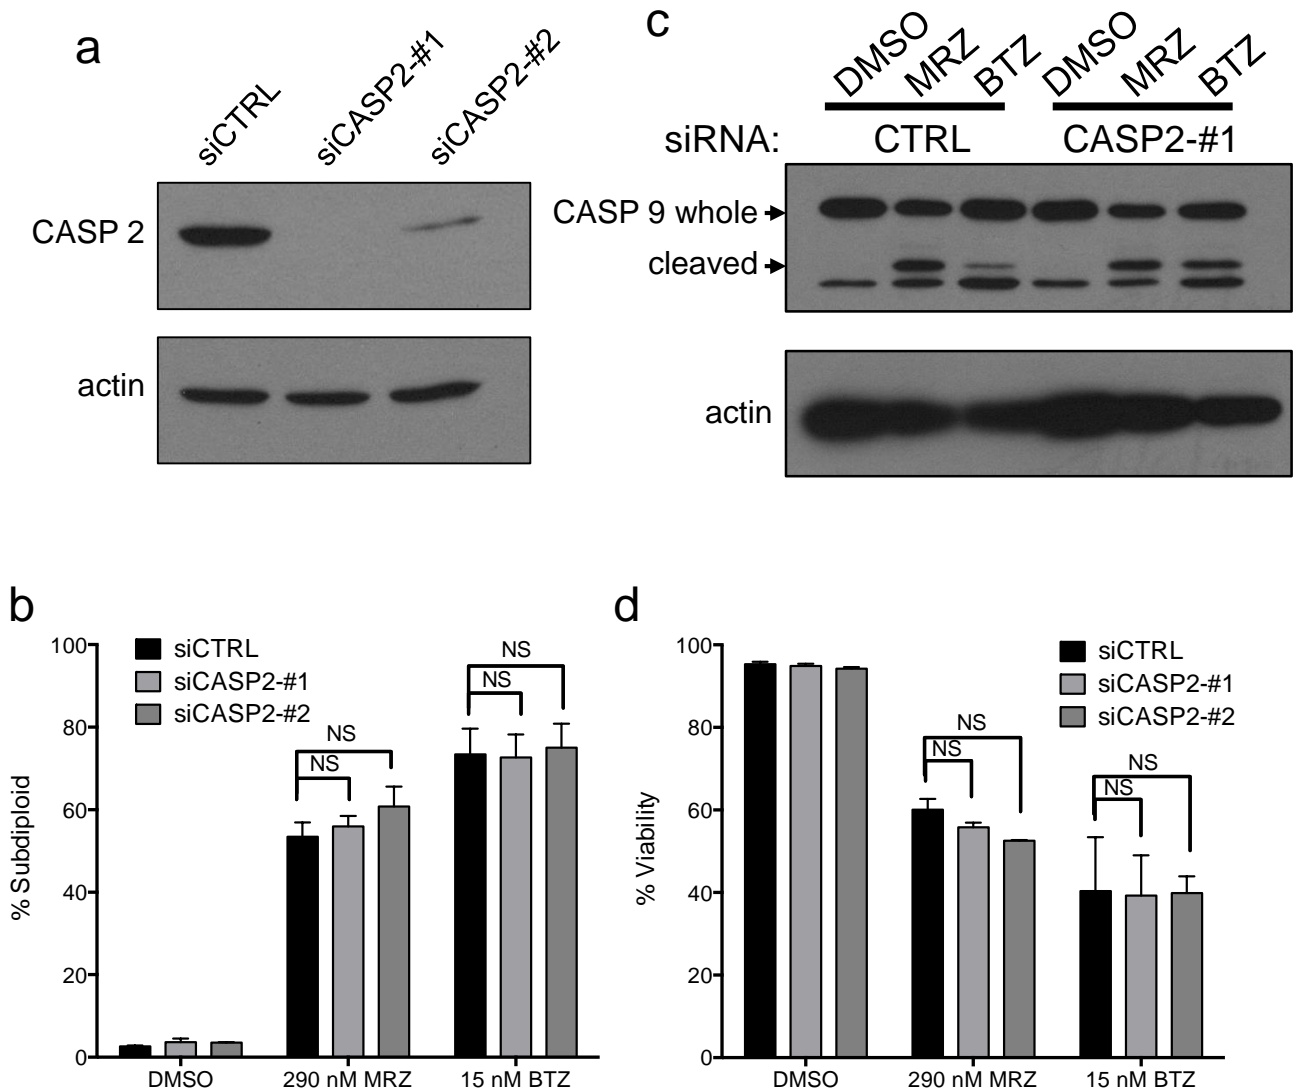 a
siCTRL
siCASP2-#1
siCASP2-#2
CASP 2
actin
c
DMSO
MRZ
BTZ
DMSO
MRZ
BTZ
siRNA:
CTRL
CASP2-#1
CASP 9 whole
cleaved
actin
b
siCTRL
siCASP2-#1
siCASP2-#2
NS
NS
NS
NS
% Subdiploid
100
80
60
40
20
0
DMSO
290 nM MRZ
15 nM BTZ
d
siCTRL
siCASP2-#1
siCASP2-#2
NS
NS
NS
NS
% Viability
100
80
60
40
20
0
DMSO
290 nM MRZ
15 nM BTZ